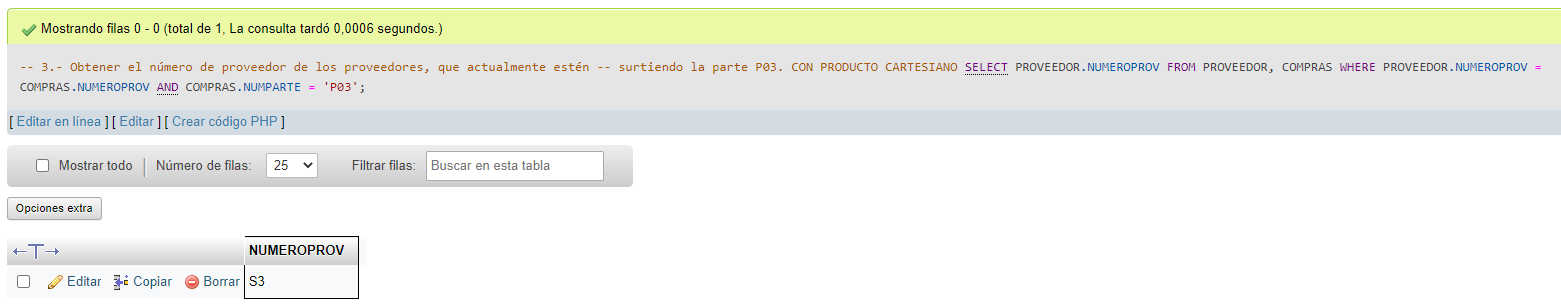 Mostrando filas 0 - 0 (total de 1, La consulta tardó 0,0006 segundos.)
-- 3.- Obtener el número de proveedor de los proveedores, que actualmente estén -- surtiendo la parte P03. CON PRODUCTO CARTESIANO SELECT PROVEEDOR.NUMEROPROV FROM PROVEEDOR, COMPRAS WHERE PROVEEDOR.NUMEROPROV =
COMPRAS.NUMEROPROV AND COMPRAS.NUMPARTE = 'P03';
[ Editar en línea ] [ Editar ] [ Crear código PHP ]
Mostrar todo | Número de filas: 25 Filtrar filas: Buscar en esta tabla
Opciones extra
←T→ NUMEROPROV
Editar Copiar Borrar S3